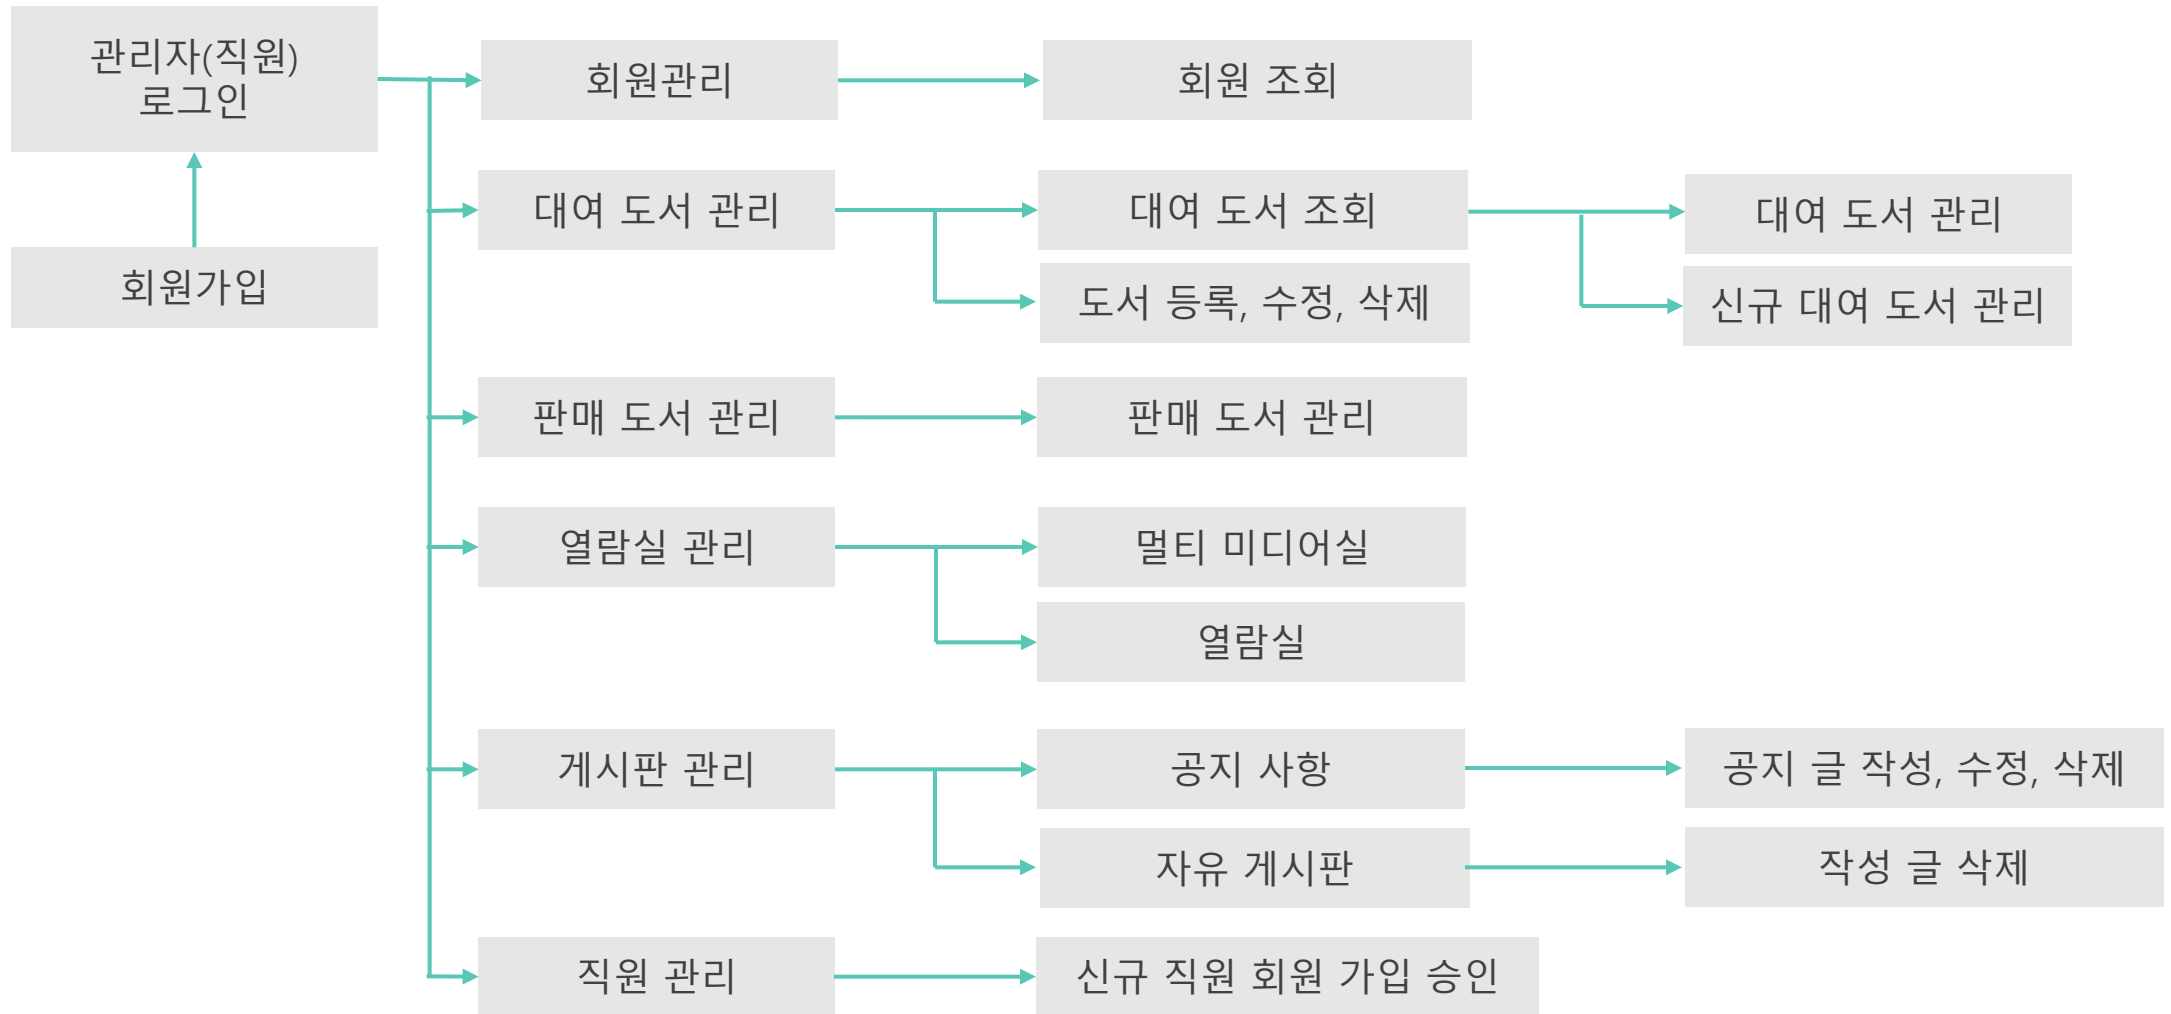 관리자(직원)
로그인
회원가입
회원관리
회원 조회
대여 도서 관리
대여 도서 조회
대여 도서 관리
도서 등록, 수정, 삭제
신규 대여 도서 관리
판매 도서 관리
판매 도서 관리
열람실 관리
멀티 미디어실
열람실
게시판 관리
공지 사항
공지 글 작성, 수정, 삭제
자유 게시판
작성 글 삭제
직원 관리
신규 직원 회원 가입 승인